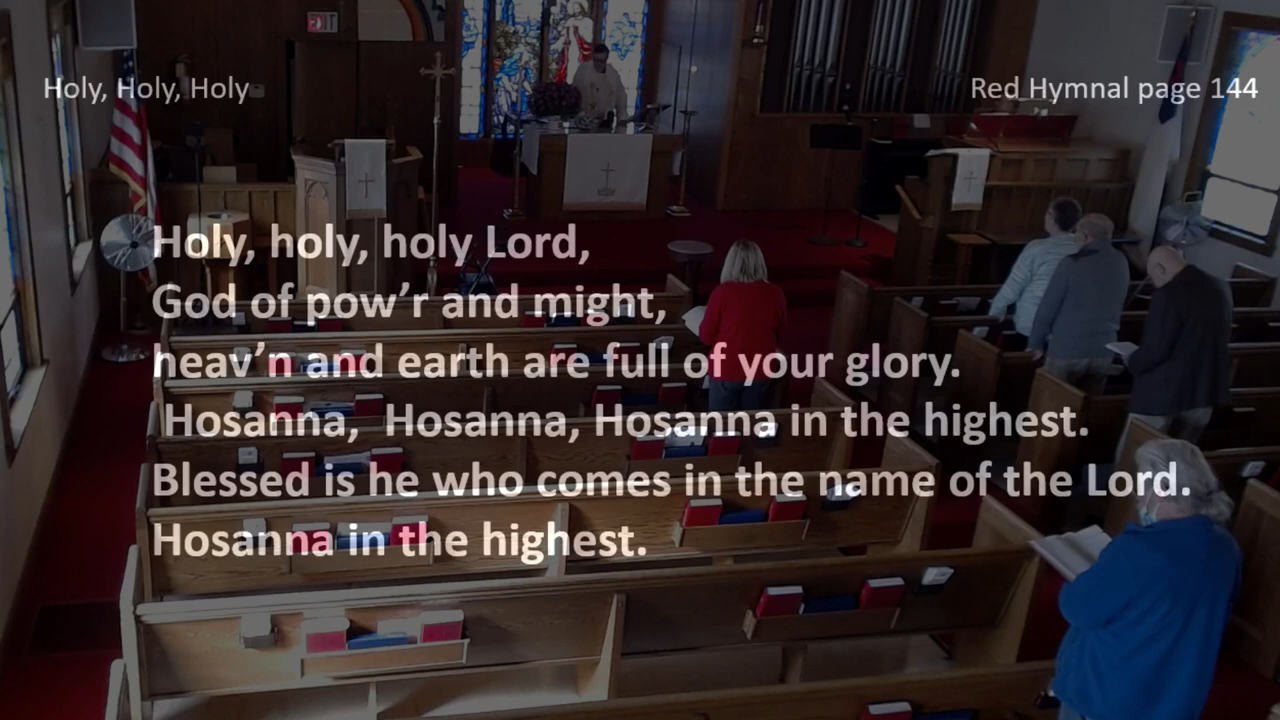 EXIT
Holy, Holy, Holy
Red Hymnal page 144
Holy, holy, holy Lord,
God of pow’r and might,
heav’n and earth are full of your glory.
Hosanna, Hosanna, Hosanna in the highest.
Blessed is he who comes in the name of the Lord.
Hosanna in the highest.